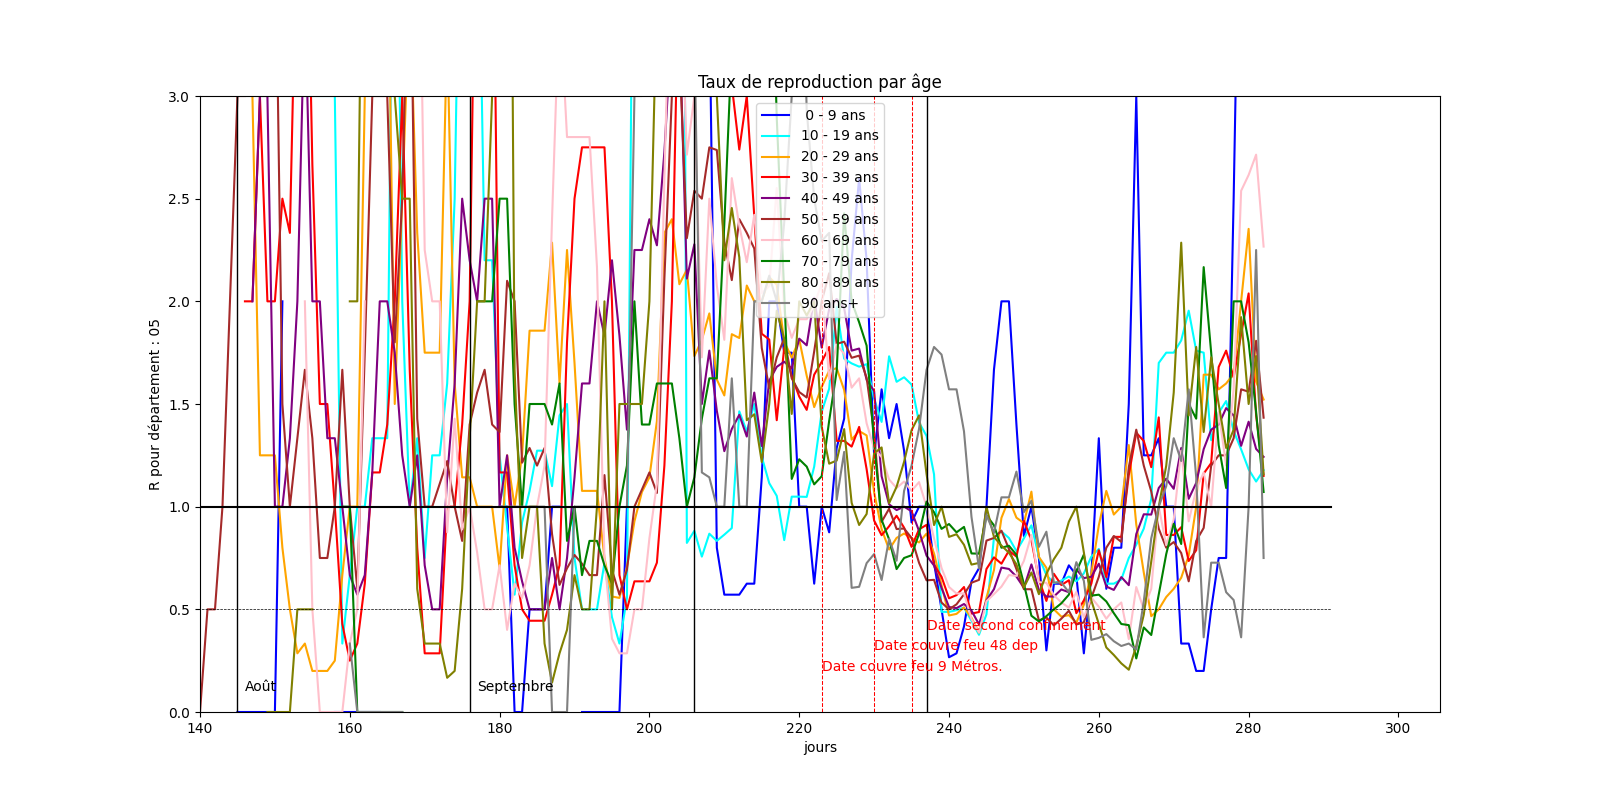 Taux de reproduction par âge
R pour département : 05
3.0
2.5
2.0
1.5
1.0
0.5
0.0
0 - 9 ans
10 - 19 ans
20 - 29 ans
30 - 39 ans
40 - 49 ans
50 - 59 ans
60 - 69 ans
70 - 79 ans
80 - 89 ans
90 ans+
Date second confinement
Date couvre feu 48 dep
Date couvre feu 9 Métros.
Août
Septembre
140
160
180
200
220
240
260
280
300
jours